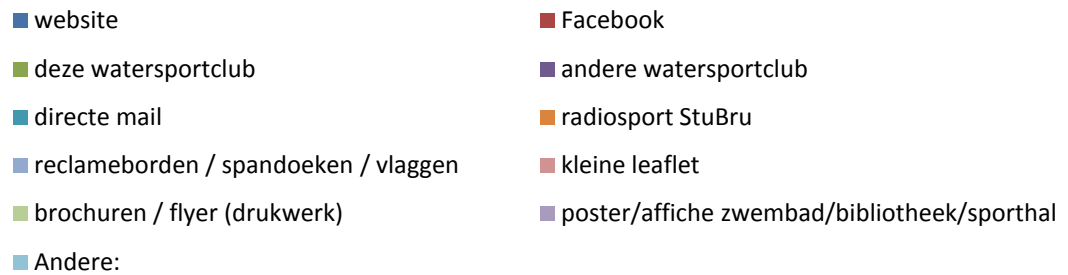 website
Facebook
deze watersportclub
andere watersportclub
directe mail
radiosport StuBru
reclameborden / spandoeken / vlaggen
kleine leaflet
brochuren / flyer (drukwerk)
poster/affiche zwembad/bibliotheek/sporthal
Andere: